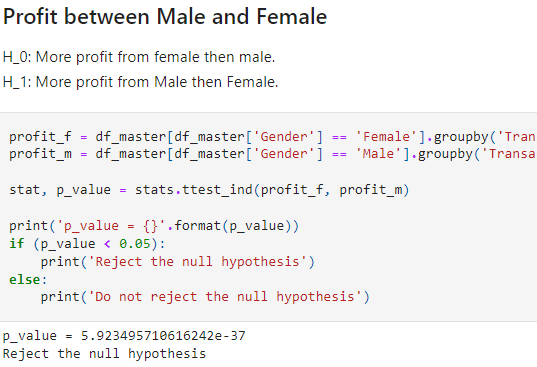 Profit between Male and Female
H_0: More profit from female then male.
H_1: More profit from Male then Female.
profit_f = df_master[df_master['Gender'] == 'Female'].groupby('Tran
profit_m = df_master[df_master['Gender'] == 'Male'].groupby('Transa
stat, p_value = stats.ttest_ind(profit_f, profit_m)
print('p_value = {}'.format(p_value))
if (p_value < 0.05):
    print('Reject the null hypothesis')
else:
    print('Do not reject the null hypothesis')
p_value = 5.923495710616242e-37
Reject the null hypothesis